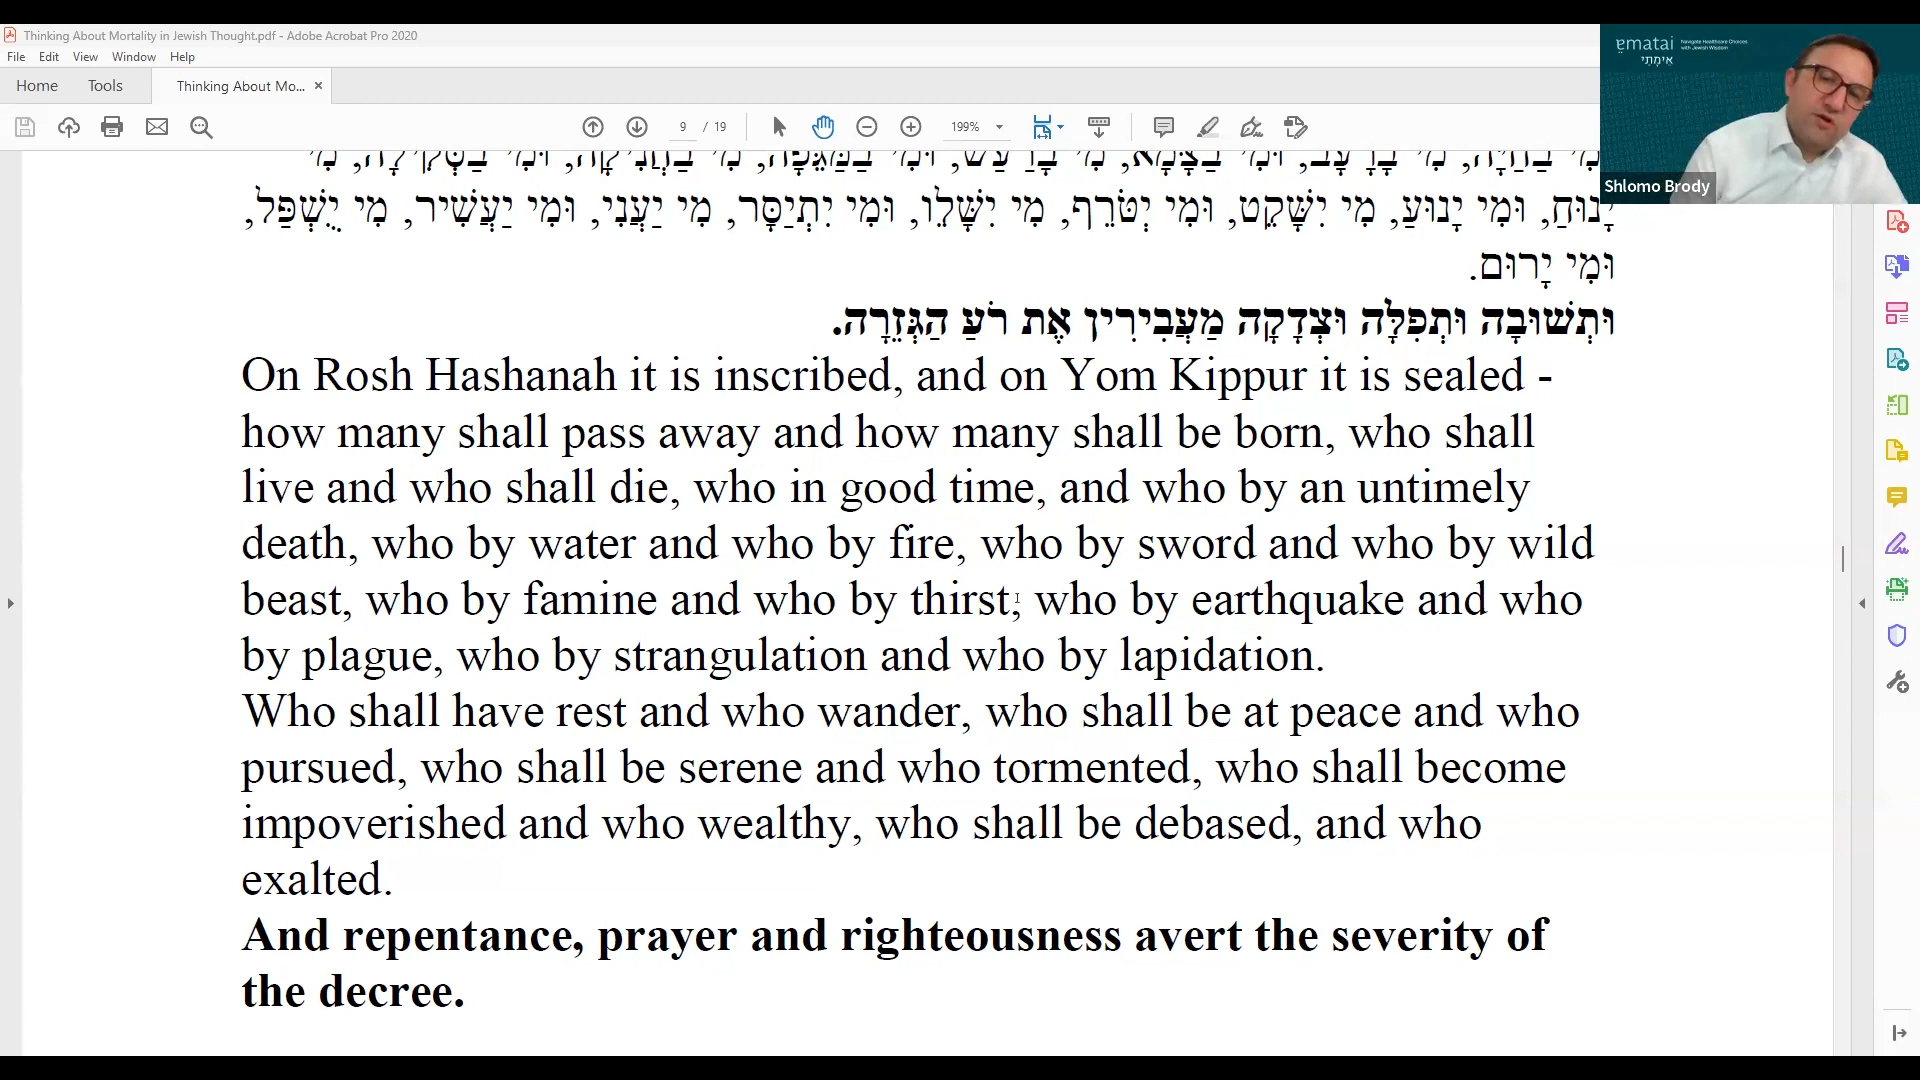 Thinking About Mortality in Jewish Thought.pdf - Adobe Acrobat Pro 2020
File Edit View Window Help
Home Tools Thinking About Mo... ×
9 / 19 199%
ematai Navigate Healthcare Choices
with Jewish Wisdom
אימתי
Shlomo Brody
יָנוּחַ, וּמִי יָנוּעַ, מִי יִשָּׁקֵט, וּמִי יְטֹּרֵף, מִי יִשָּׁלֵו, וּמִי יִתְיַסָּר, מִי יַעֲנִי, וּמִי יַעֲשִׁיר, מִי יֻשְׁפַּל,
וּמִי יָרוּם.
וּתְשׁוּבָה וּתְפִלָּה וּצְדָקָה מַעֲבִירִין אֶת רֹעַ הַגְּזֵרָה.
On Rosh Hashanah it is inscribed, and on Yom Kippur it is sealed -
how many shall pass away and how many shall be born, who shall
live and who shall die, who in good time, and who by an untimely
death, who by water and who by fire, who by sword and who by wild
beast, who by famine and who by thirst, who by earthquake and who
by plague, who by strangulation and who by lapidation.
Who shall have rest and who wander, who shall be at peace and who
pursued, who shall be serene and who tormented, who shall become
impoverished and who wealthy, who shall be debased, and who
exalted.
And repentance, prayer and righteousness avert the severity of
the decree.